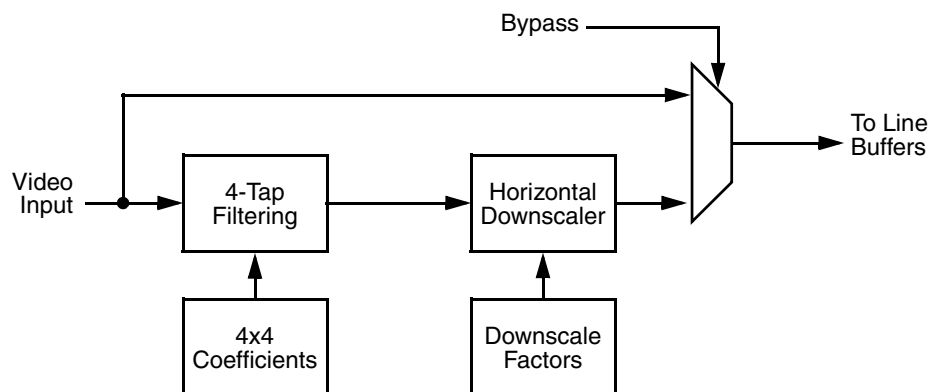 Bypass
To Line
Buffers
Video
Input
4-Tap
Filtering
Horizontal
Downscaler
4x4
Coefficients
Downscale
Factors